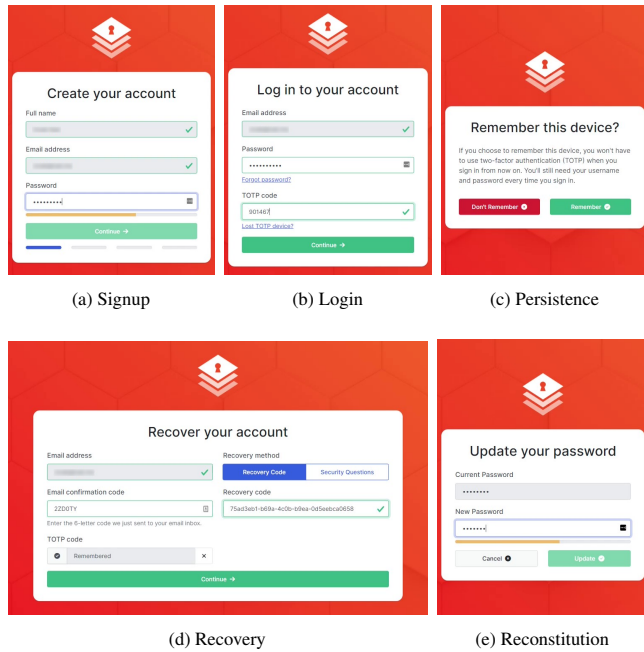 Create your account
Full name
Email address
Password
Continue →
(a) Signup
Log in to your account
Email address
Password
Forgot password?
TOTP code
901467
Lost TOTP device?
Continue →
(b) Login
Remember this device?
If you choose to remember this device, you won't have
to use two-factor authentication (TOTP) when you
sign in from now on. You'll still need your username
and password every time you sign in.
Don't Remember
Remember
(c) Persistence
Recover your account
Email address
Recovery method
Recovery Code
Security Questions
Email confirmation code
Recovery code
2ZD0TY
75ad3eb1-b69a-4c0b-b9ea-0d5eebca0658
Enter the 6-letter code we just sent to your email inbox.
TOTP code
Remembered
Continue →
(d) Recovery
Update your password
Current Password
New Password
Cancel
Update
(e) Reconstitution